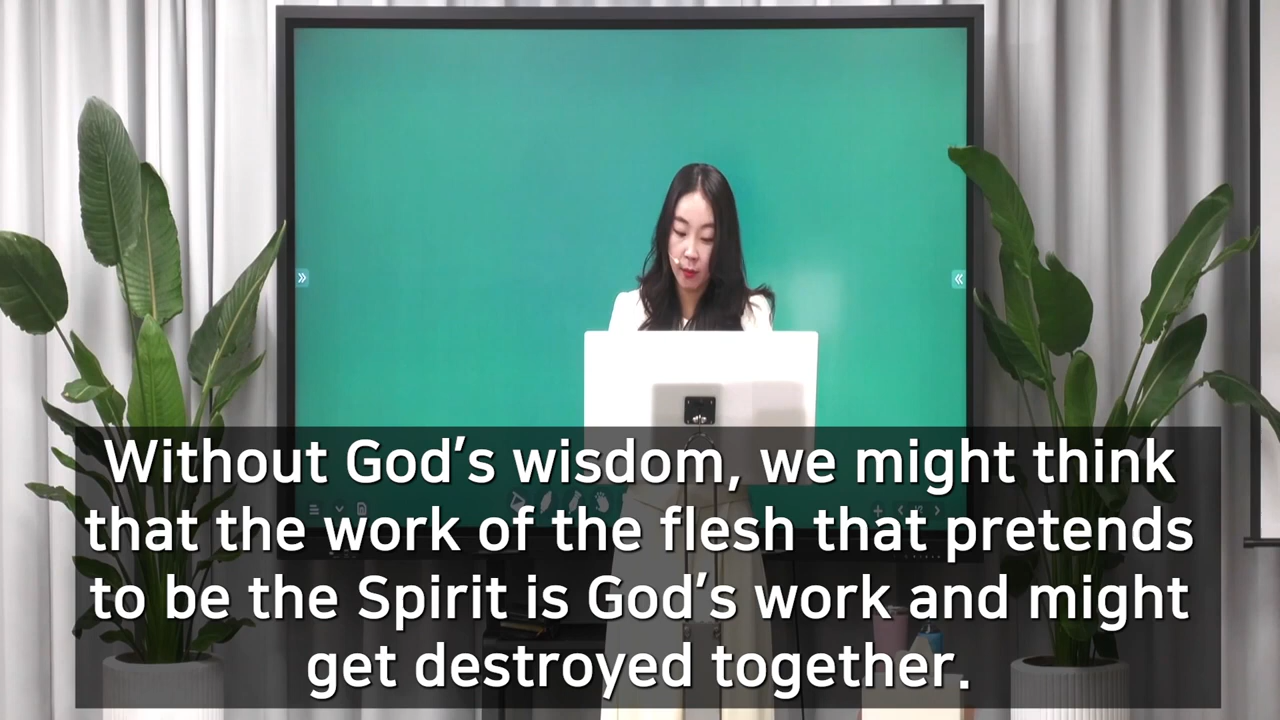 Without God's wisdom, we might think
that the work of the flesh that pretends
to be the Spirit is God's work and might
get destroyed together.